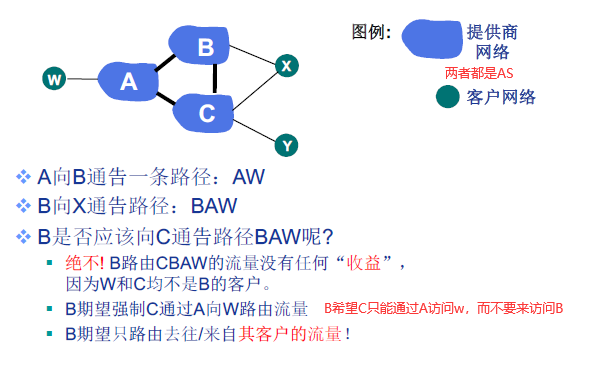 图例：
提供商
网络
两者都是AS
客户网络
B
W
A
X
C
Y
A向B通告一条路径：AW
B向X通告路径：BAW
B是否应该向C通告路径BAW呢?
绝不! B路由CBAW的流量没有任何“收益”，
因为W和C均不是B的客户。
B期望强制C通过A向W路由流量 B希望C只能通过A访问w，而不要来访问B
B期望只路由去往/来自其客户的流量！